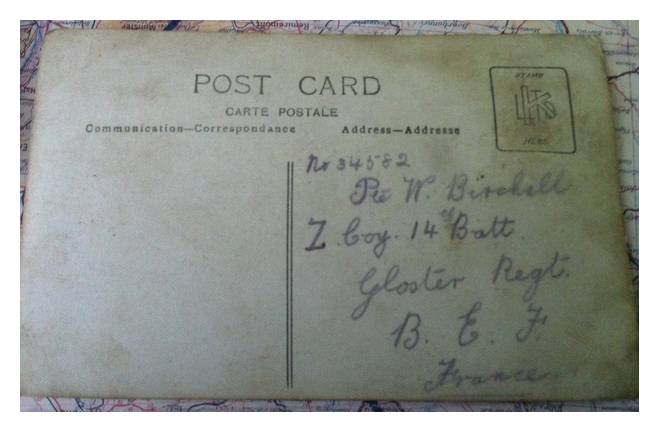 POST CARD
CARTE POSTALE
Communication—Correspondance
Address—Addresse
STAMP
HERE
No 34582
Pte W. Birchall
Z Coy. 14th Batt.
Gloster Regt.
B. E. F.
France